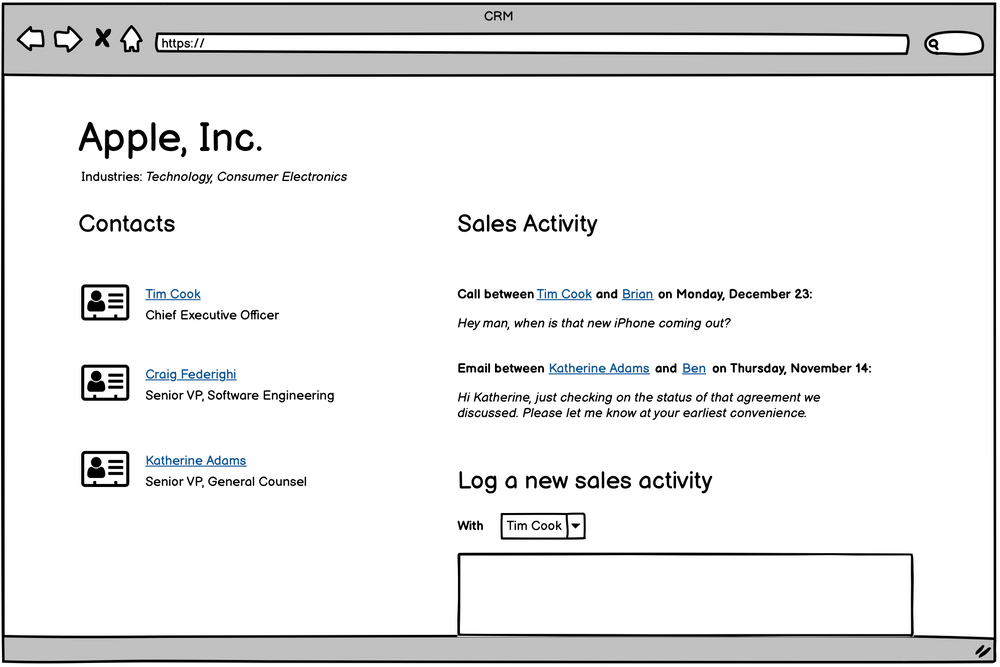 CRM
https://
Apple, Inc.
Industries: Technology, Consumer Electronics
Contacts
Tim Cook
Chief Executive Officer
Craig Federighi
Senior VP, Software Engineering
Katherine Adams
Senior VP, General Counsel
Sales Activity
Call between Tim Cook and Brian on Monday, December 23:
Hey man, when is that new iPhone coming out?
Email between Katherine Adams and Ben on Thursday, November 14:
Hi Katherine, just checking on the status of that agreement we
discussed. Please let me know at your earliest convenience.
Log a new sales activity
With Tim Cook